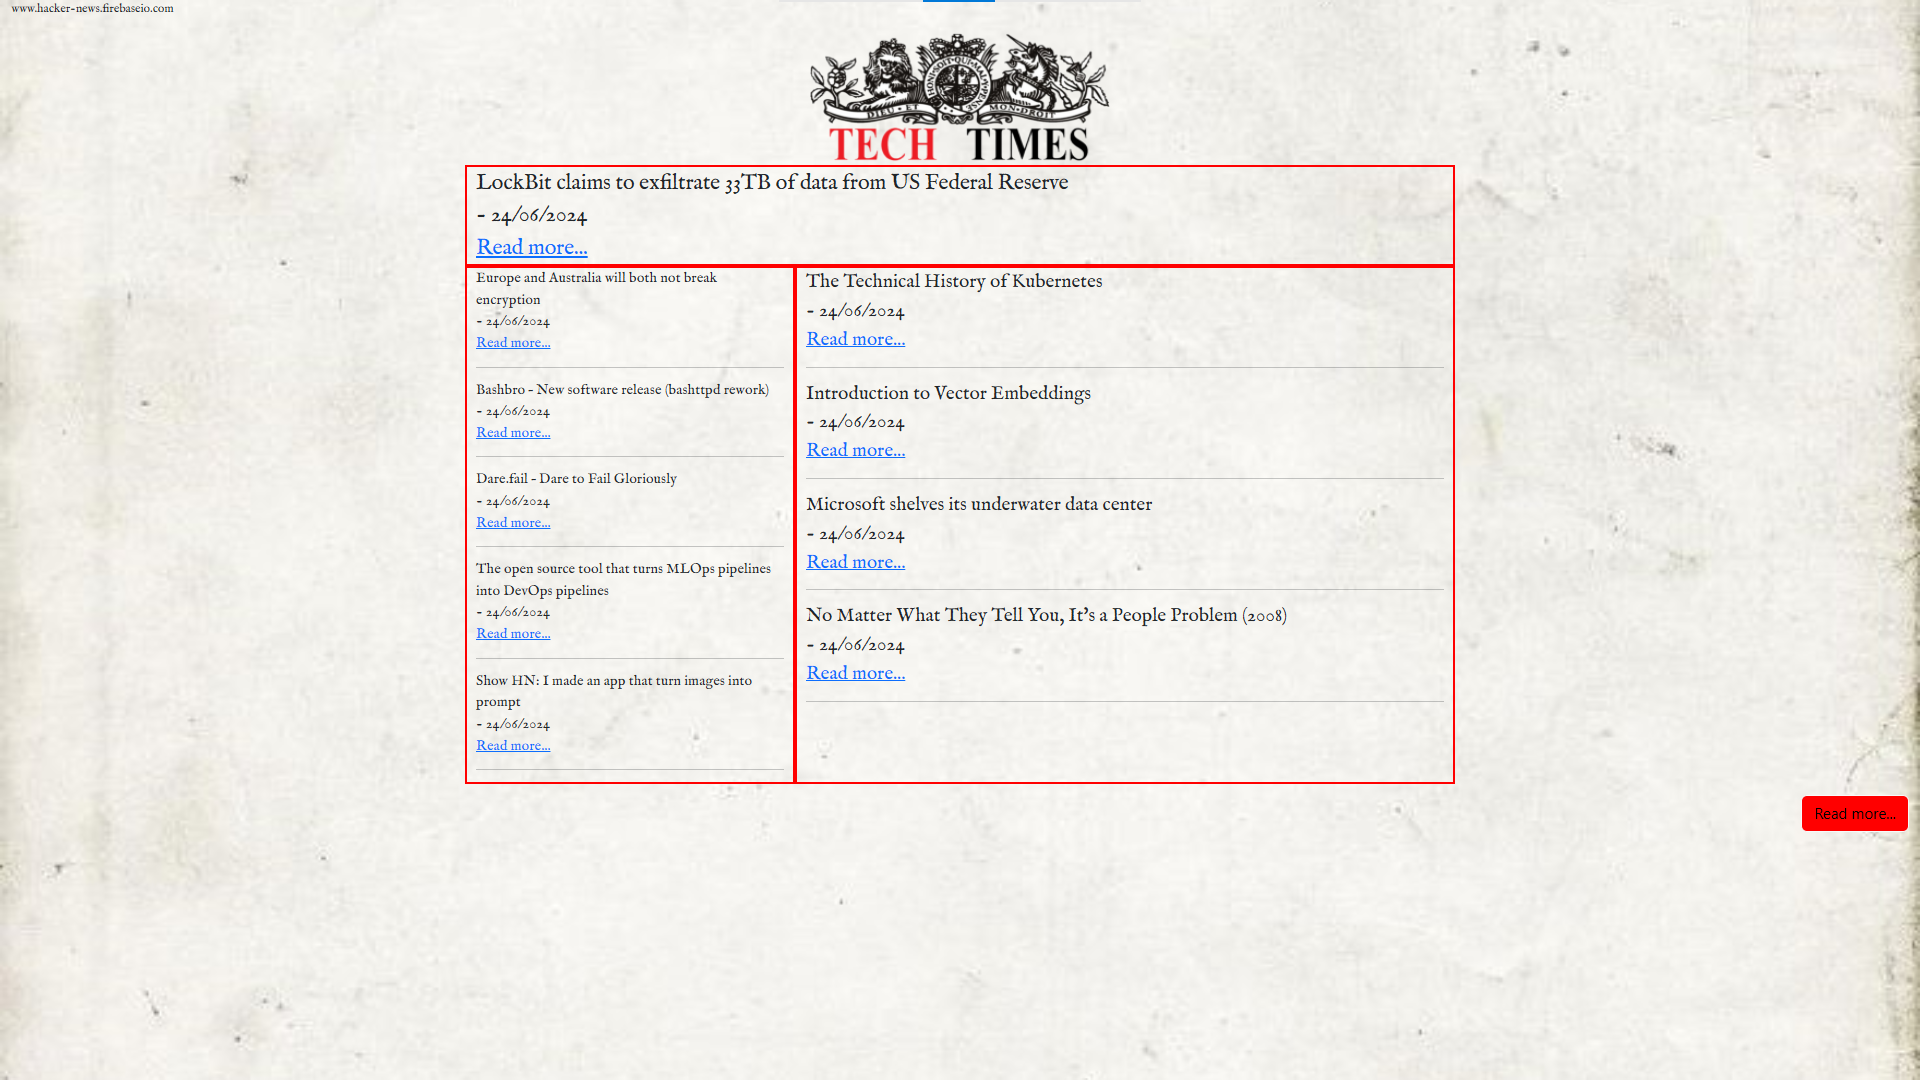 www.hacker-news.firebaseio.com
DIEU · ET
MON · DROIT
TECH TIMES
LockBit claims to exfiltrate 33TB of data from US Federal Reserve
- 24/06/2024
Read more...
Europe and Australia will both not break
encryption
- 24/06/2024
Read more...
Bashbro - New software release (bashttpd rework)
- 24/06/2024
Read more...
Dare.fail - Dare to Fail Gloriously
- 24/06/2024
Read more...
The open source tool that turns MLOps pipelines
into DevOps pipelines
- 24/06/2024
Read more...
Show HN: I made an app that turn images into
prompt
- 24/06/2024
Read more...
The Technical History of Kubernetes
- 24/06/2024
Read more...
Introduction to Vector Embeddings
- 24/06/2024
Read more...
Microsoft shelves its underwater data center
- 24/06/2024
Read more...
No Matter What They Tell You, It's a People Problem (2008)
- 24/06/2024
Read more...
Read more...